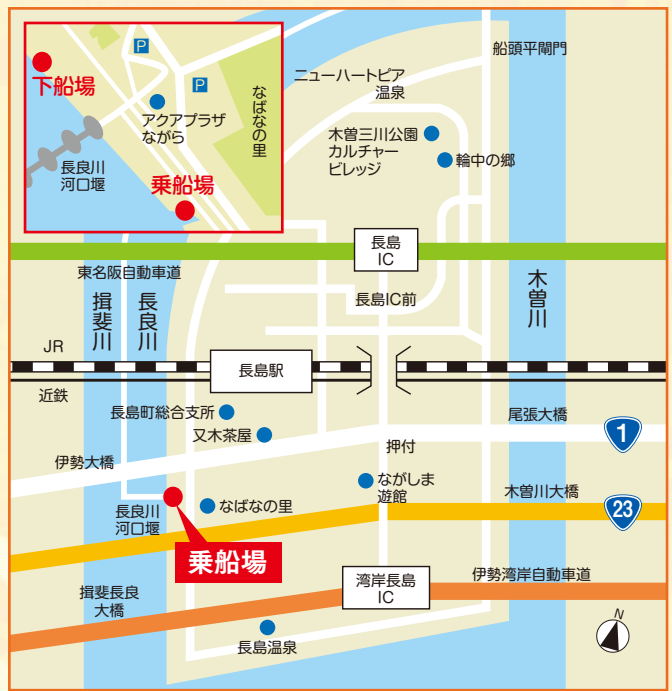 P
下船場
P
アクアプラザ
ながら
なばなの里
長良川
河口堰
乗船場
船頭平閘門
ニューハートピア
温泉
木曽三川公園
カルチャー
ビレッジ
輪中の郷
長島
IC
東名阪自動車道
長島IC前
揖斐川
長良川
木曽川
JR
長島駅
近鉄
長島町総合支所
又木茶屋
尾張大橋
1
押付
伊勢大橋
ながしま
遊館
木曽川大橋
23
長良川
河口堰
なばなの里
乗船場
湾岸長島
IC
伊勢湾岸自動車道
揖斐長良
大橋
長島温泉
N